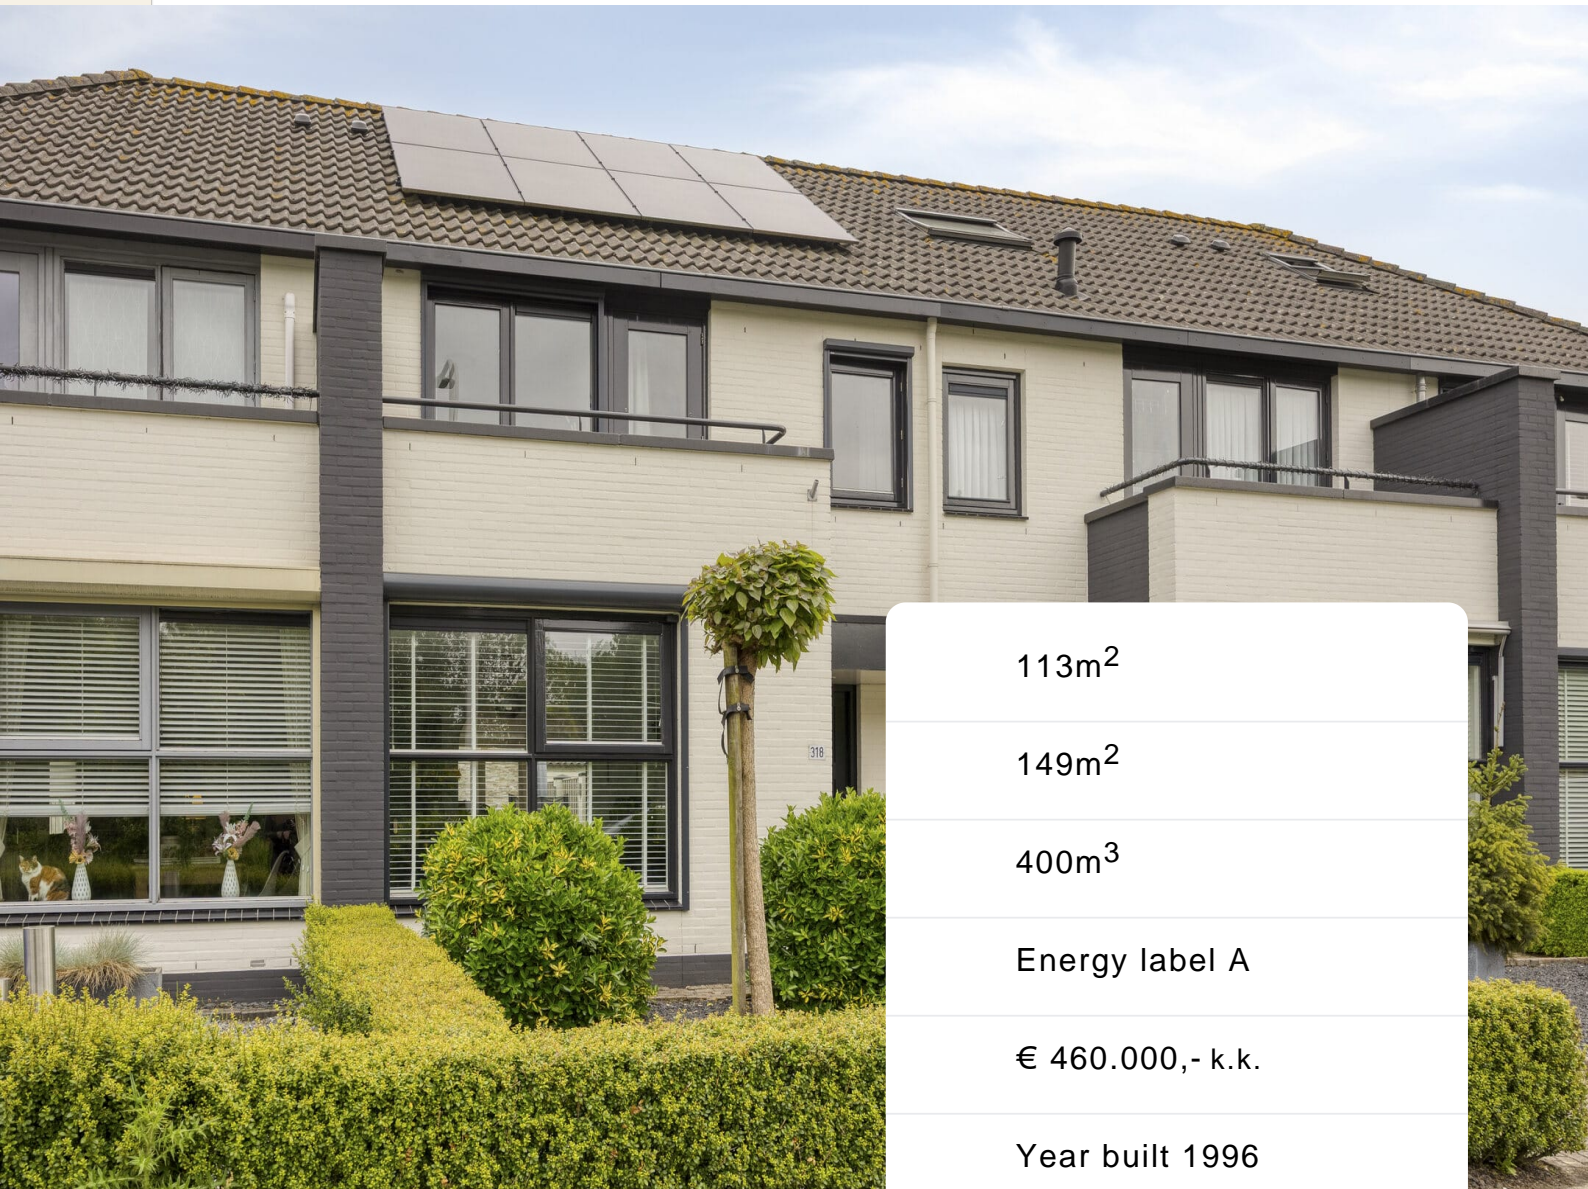 318
113m²
149m²
400m³
Energy label A
€ 460.000,- k.k.
Year built 1996